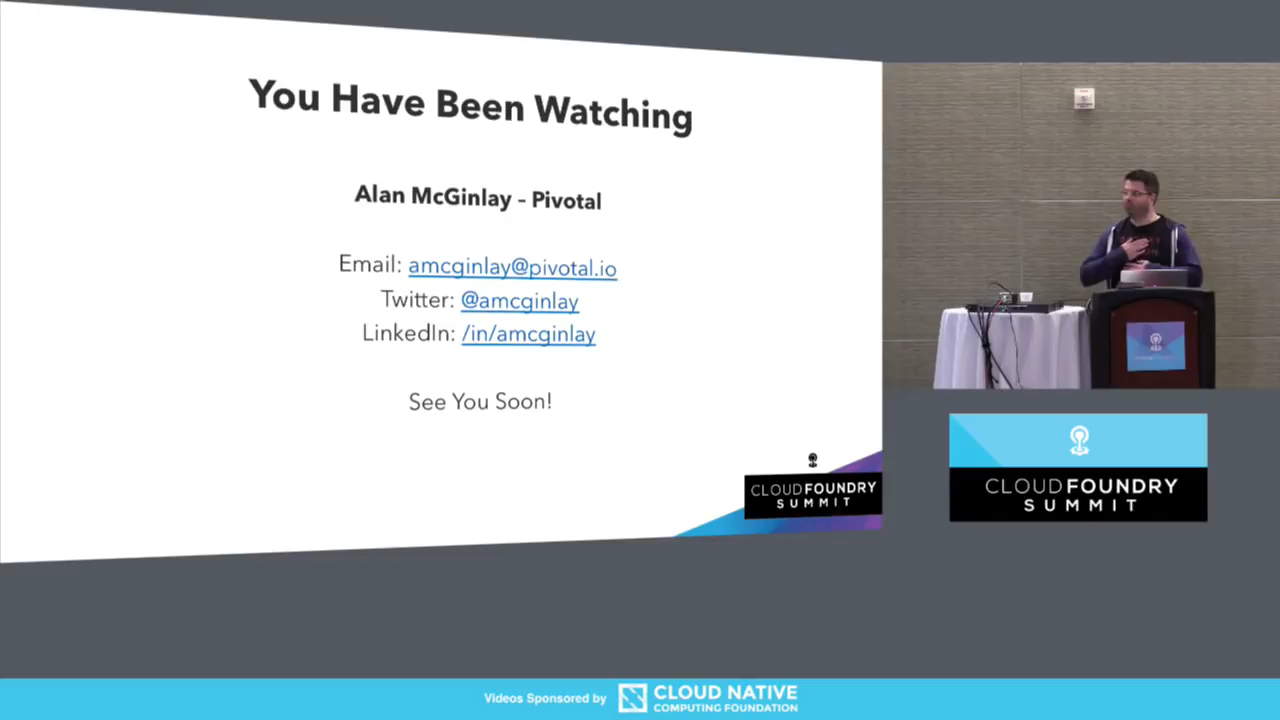 You Have Been Watching
Alan McGinlay – Pivotal
Email: amcginlay@pivotal.io
Twitter: @amcginlay
LinkedIn: /in/amcginlay
See You Soon!
CLOUDFOUNDRY
SUMMIT
CLOUDFOUNDRY
SUMMIT
Videos Sponsored by
CLOUD NATIVE
COMPUTING FOUNDATION